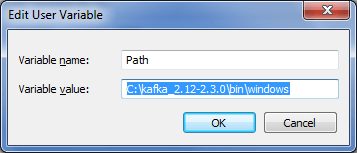 Edit User Variable
Variable name: Path
Variable value: C:\kafka_2.12-2.3.0\bin\windows
OK Cancel